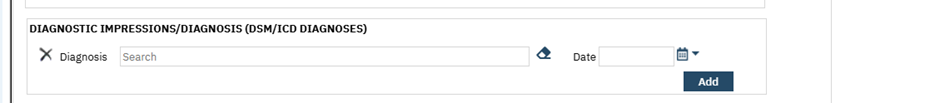 DIAGNOSTIC IMPRESSIONS/DIAGNOSIS (DSM/ICD DIAGNOSES)
Diagnosis Search Date
Add